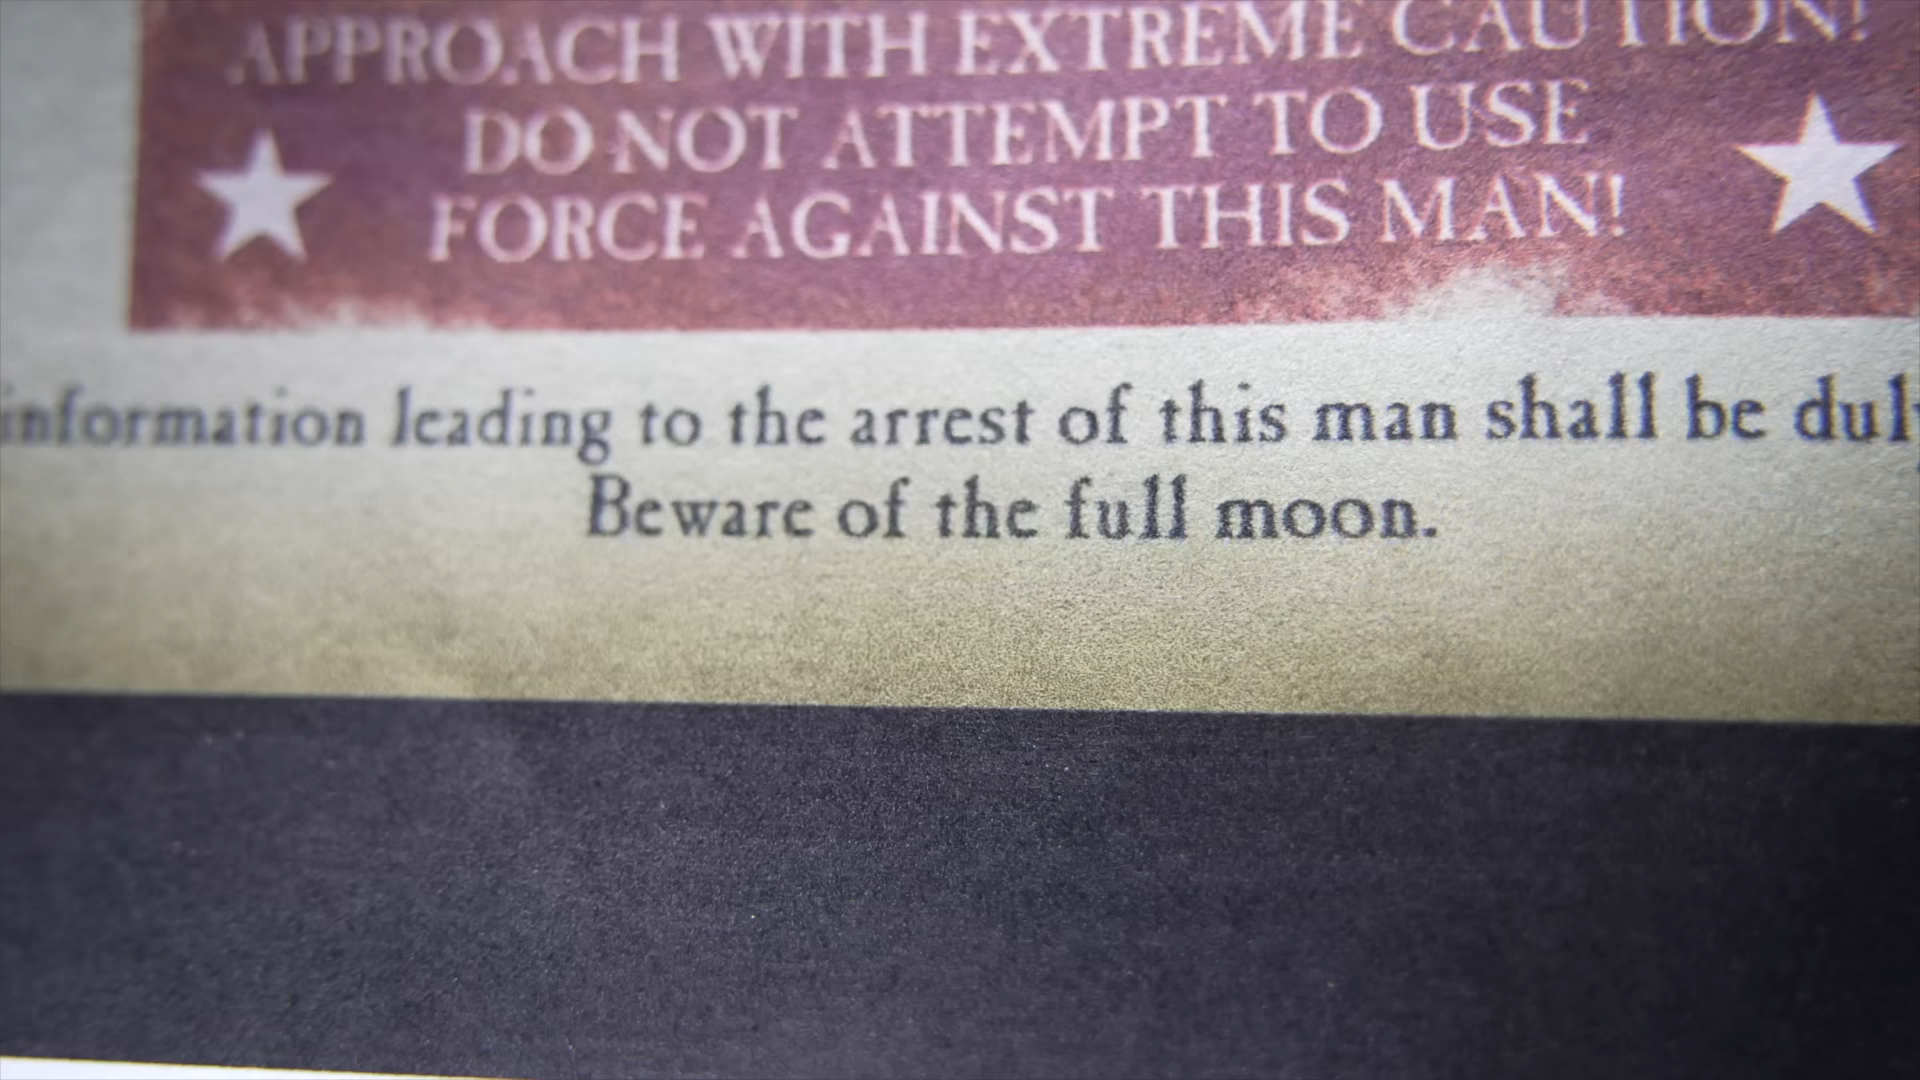 APPROACH WITH EXTREME CAUTION!
DO NOT ATTEMPT TO USE
FORCE AGAINST THIS MAN!
information leading to the arrest of this man shall be duly
Beware of the full moon.